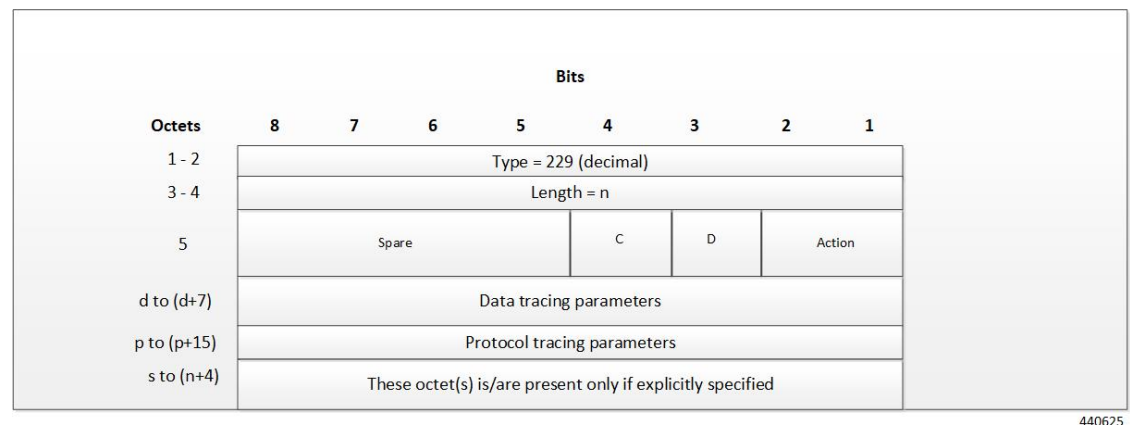 Bits
Octets 8 7 6 5 4 3 2 1
1 - 2 Type = 229 (decimal)
3 - 4 Length = n
5 Spare C D Action
d to (d+7) Data tracing parameters
p to (p+15) Protocol tracing parameters
s to (n+4) These octet(s) is/are present only if explicitly specified
440625